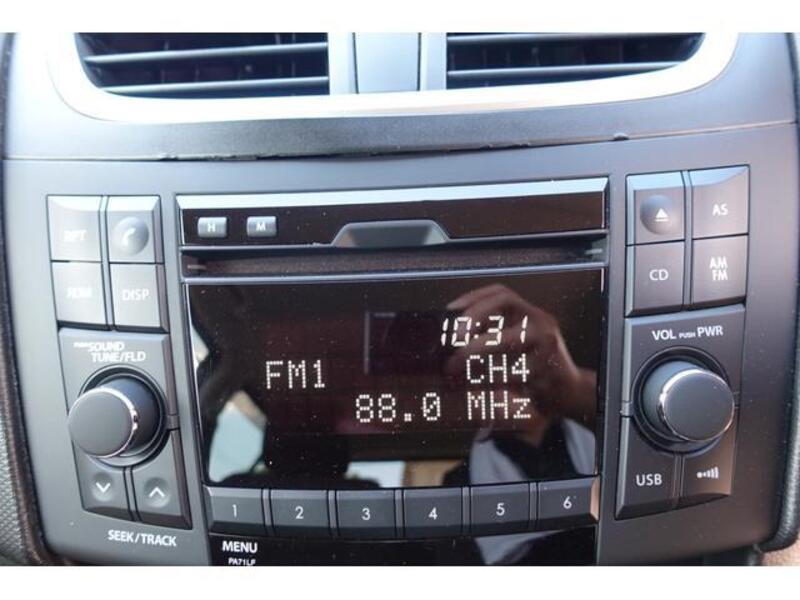 H M
RPT
AS
RDM DISP
CD AM FM
10:31
FM1 CH4
88.0 MHz
PUSH SOUND
TUNE/FLD
VOL PUSH PWR
USB
1 2 3 4 5 6
SEEK/TRACK
MENU
PA71LF